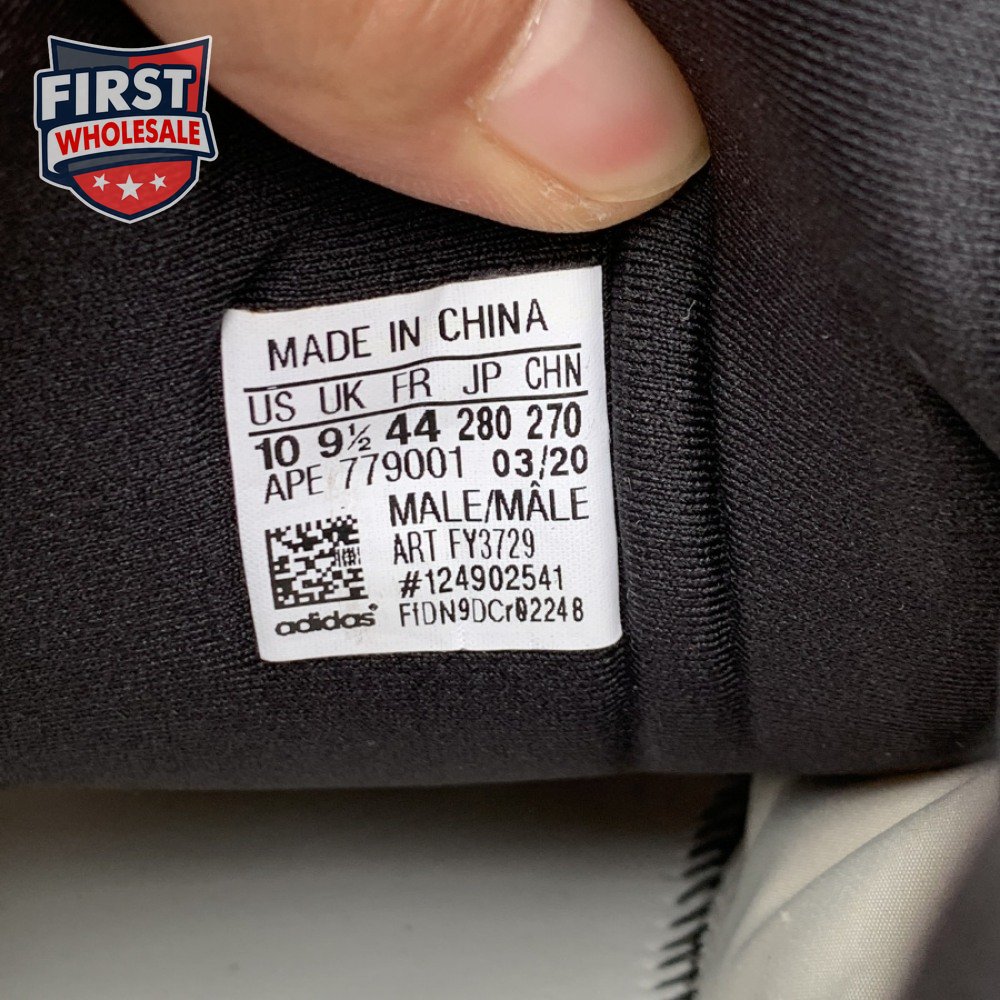 FIRST
WHOLESALE
MADE IN CHINA
US UK FR JP CHN
10 9½ 44 280 270
APE 779001 03/20
MALE/MÂLE
ART FY3729
#124902541
FfDN9DCr02248
adidas